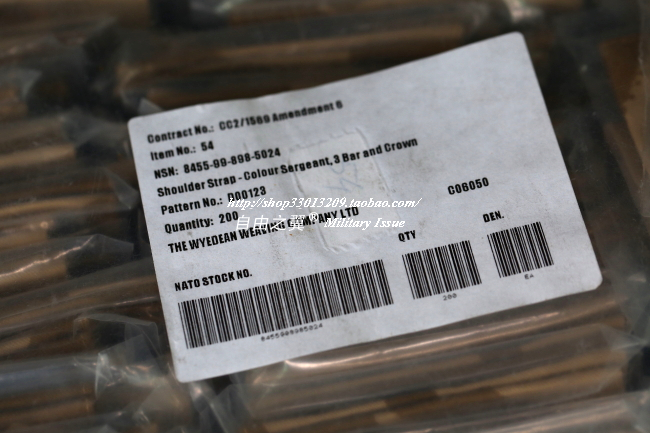 Contract No.: CC2/1569 Amendment 6
Item No.: 54
NSN: 8455-99-898-5024
Shoulder Strap - Colour Sergeant, 3 Bar and Crown
Pattern No.: D00123
http://shop33013209.taobao.com/
Quantity: 200
C06050
自由之翼® Military Issue
THE WYEDEAN WEAVING COMPANY LTD
NATO STOCK NO.
QTY
DEN.
200
EA